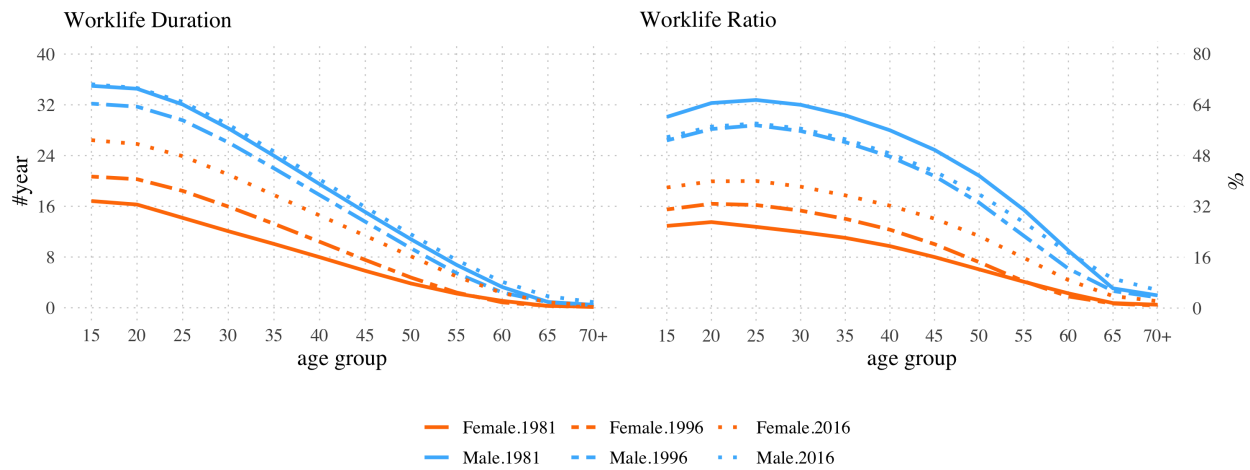 Worklife Duration
Worklife Ratio
40
32
24
16
8
0
#year
15 20 25 30 35 40 45 50 55 60 65 70+
age group
80
64
48
32
16
0
%
15 20 25 30 35 40 45 50 55 60 65 70+
age group
Female.1981 Female.1996 Female.2016
Male.1981 Male.1996 Male.2016